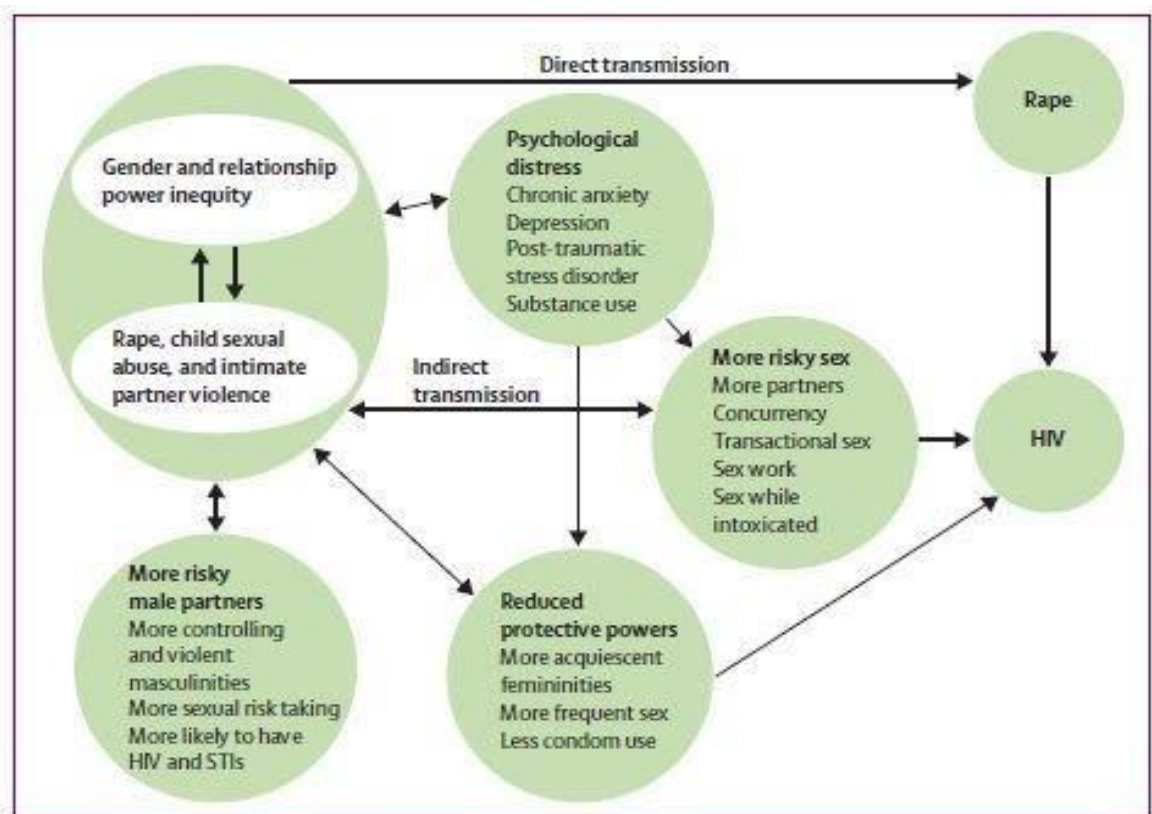 Direct transmission
Rape
Gender and relationship
power inequity
Psychological
distress
Chronic anxiety
Depression
Post-traumatic
stress disorder
Substance use
Rape, child sexual
abuse, and intimate
partner violence
Indirect
transmission
More risky sex
More partners
Concurrency
Transactional sex
Sex work
Sex while
intoxicated
HIV
More risky
male partners
More controlling
and violent
masculinities
More sexual risk taking
More likely to have
HIV and STIs
Reduced
protective powers
More acquiescent
femininities
More frequent sex
Less condom use